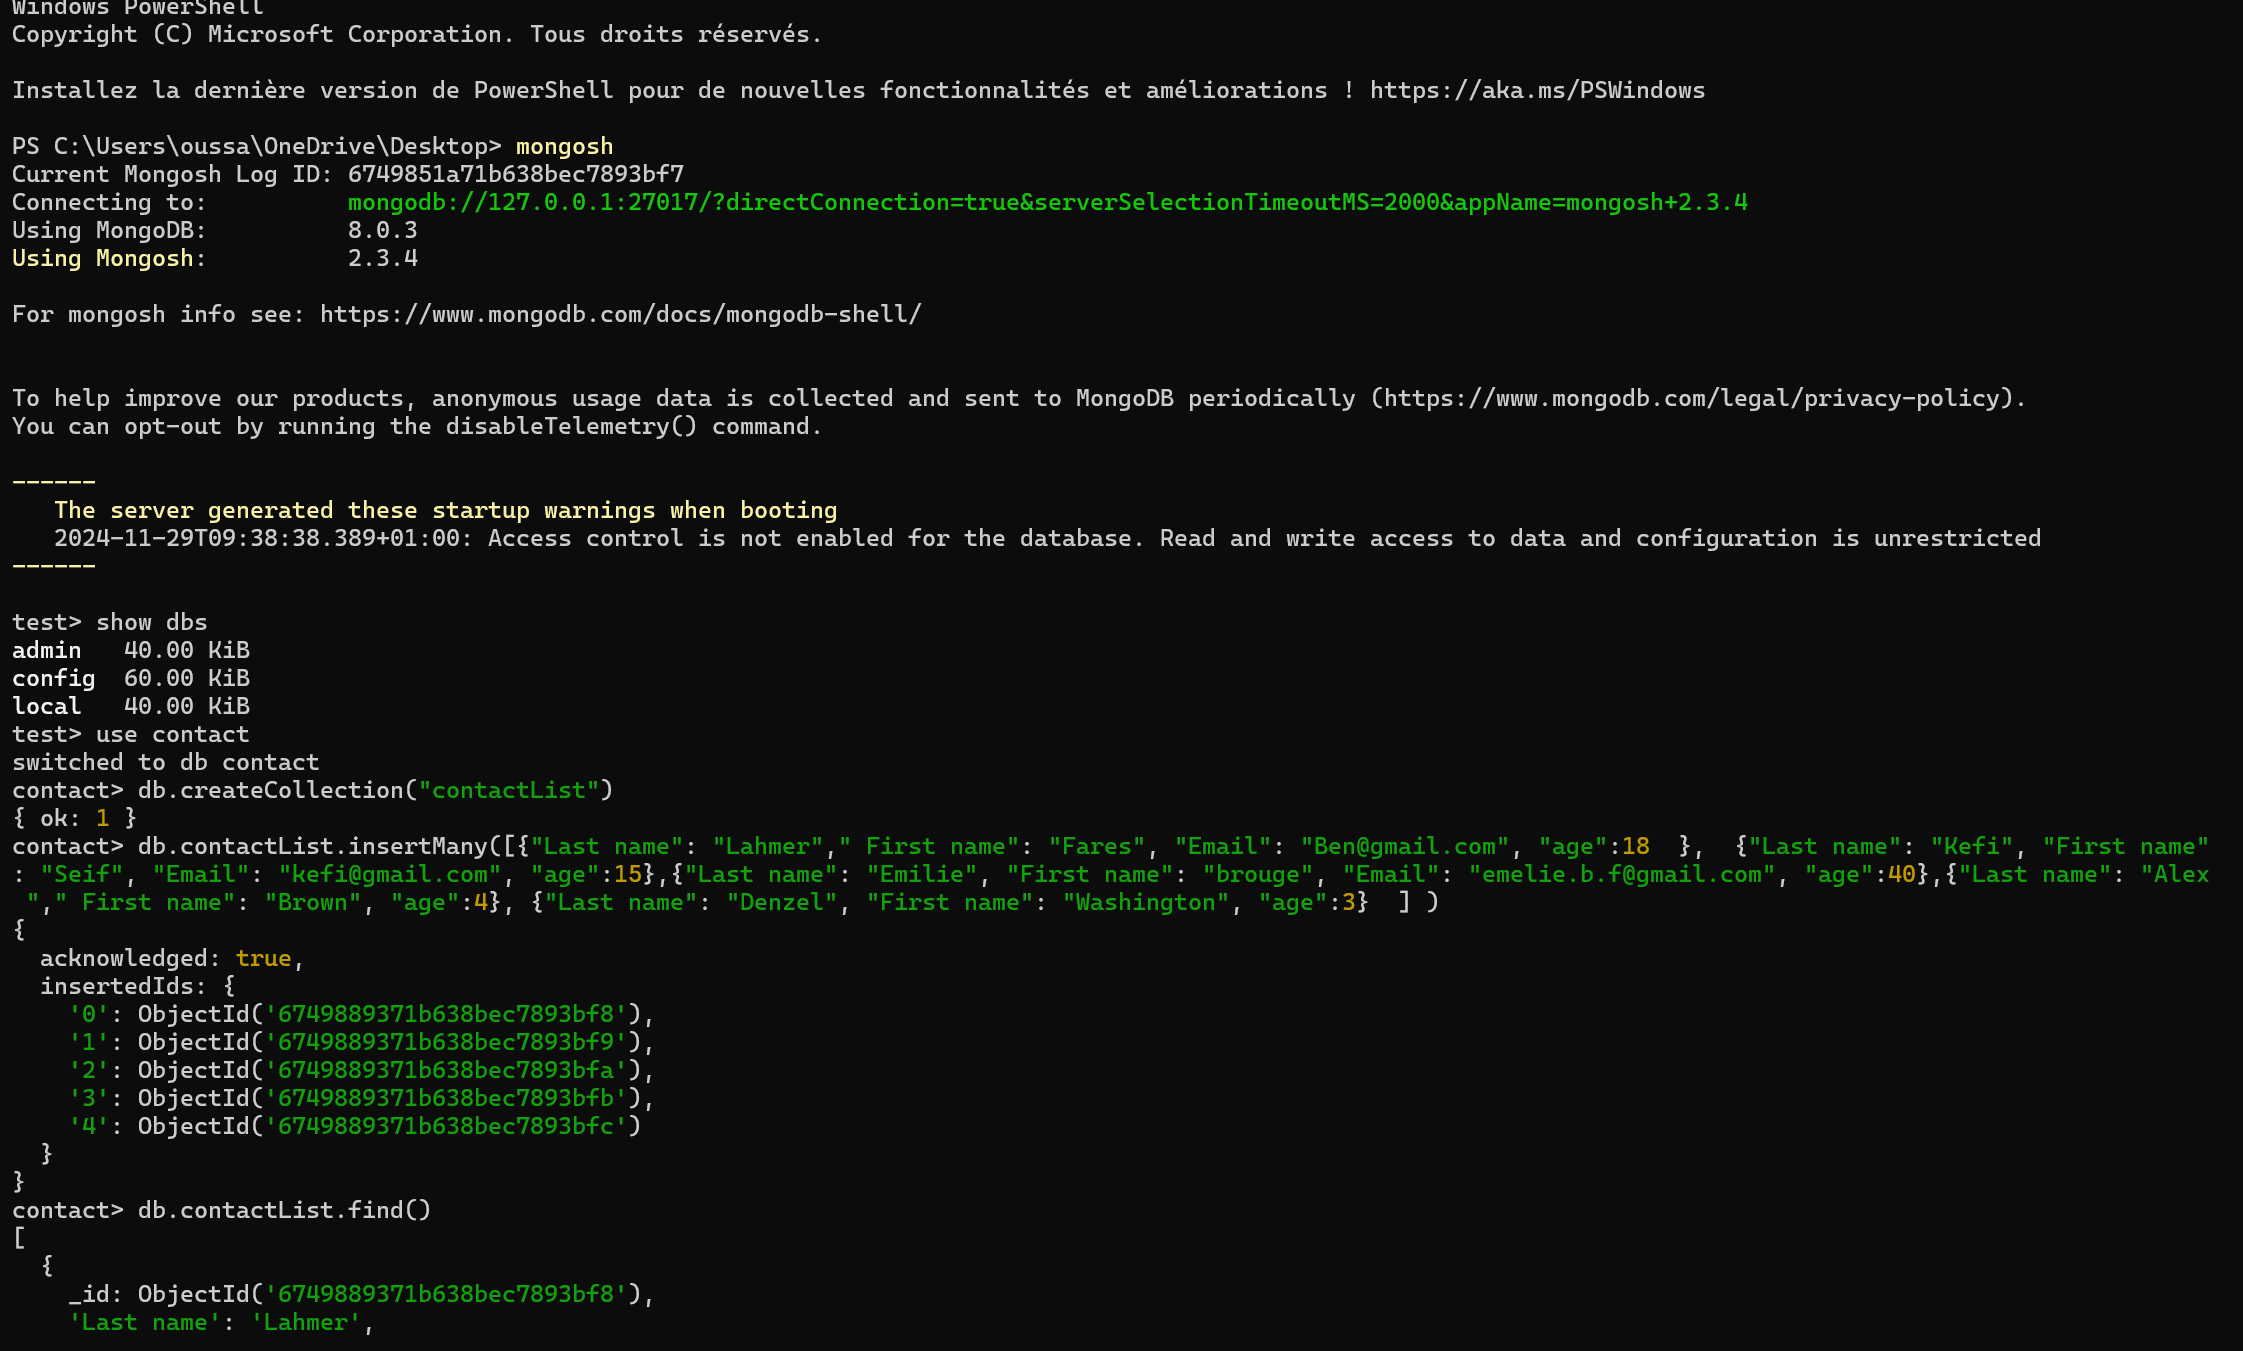 Windows PowerShell
Copyright (C) Microsoft Corporation. Tous droits réservés.
Installez la dernière version de PowerShell pour de nouvelles fonctionnalités et améliorations ! https://aka.ms/PSWindows
PS C:\Users\oussa\OneDrive\Desktop> mongosh
Current Mongosh Log ID: 6749851a71b638bec7893bf7
Connecting to:          mongodb://127.0.0.1:27017/?directConnection=true&serverSelectionTimeoutMS=2000&appName=mongosh+2.3.4
Using MongoDB:          8.0.3
Using Mongosh:          2.3.4
For mongosh info see: https://www.mongodb.com/docs/mongodb-shell/
To help improve our products, anonymous usage data is collected and sent to MongoDB periodically (https://www.mongodb.com/legal/privacy-policy).
You can opt-out by running the disableTelemetry() command.
------
   The server generated these startup warnings when booting
   2024-11-29T09:38:38.389+01:00: Access control is not enabled for the database. Read and write access to data and configuration is unrestricted
------
test> show dbs
admin   40.00 KiB
config  60.00 KiB
local   40.00 KiB
test> use contact
switched to db contact
contact> db.createCollection("contactList")
{ ok: 1 }
contact> db.contactList.insertMany([{"Last name": "Lahmer"," First name": "Fares", "Email": "Ben@gmail.com", "age":18  },  {"Last name": "Kefi", "First name"
: "Seif", "Email": "kefi@gmail.com", "age":15},{"Last name": "Emilie", "First name": "brouge", "Email": "emelie.b.f@gmail.com", "age":40},{"Last name": "Alex
 "," First name": "Brown", "age":4}, {"Last name": "Denzel", "First name": "Washington", "age":3}  ] )
{
  acknowledged: true,
  insertedIds: {
    '0': ObjectId('6749889371b638bec7893bf8'),
    '1': ObjectId('6749889371b638bec7893bf9'),
    '2': ObjectId('6749889371b638bec7893bfa'),
    '3': ObjectId('6749889371b638bec7893bfb'),
    '4': ObjectId('6749889371b638bec7893bfc')
  }
}
contact> db.contactList.find()
[
  {
    _id: ObjectId('6749889371b638bec7893bf8'),
    'Last name': 'Lahmer',